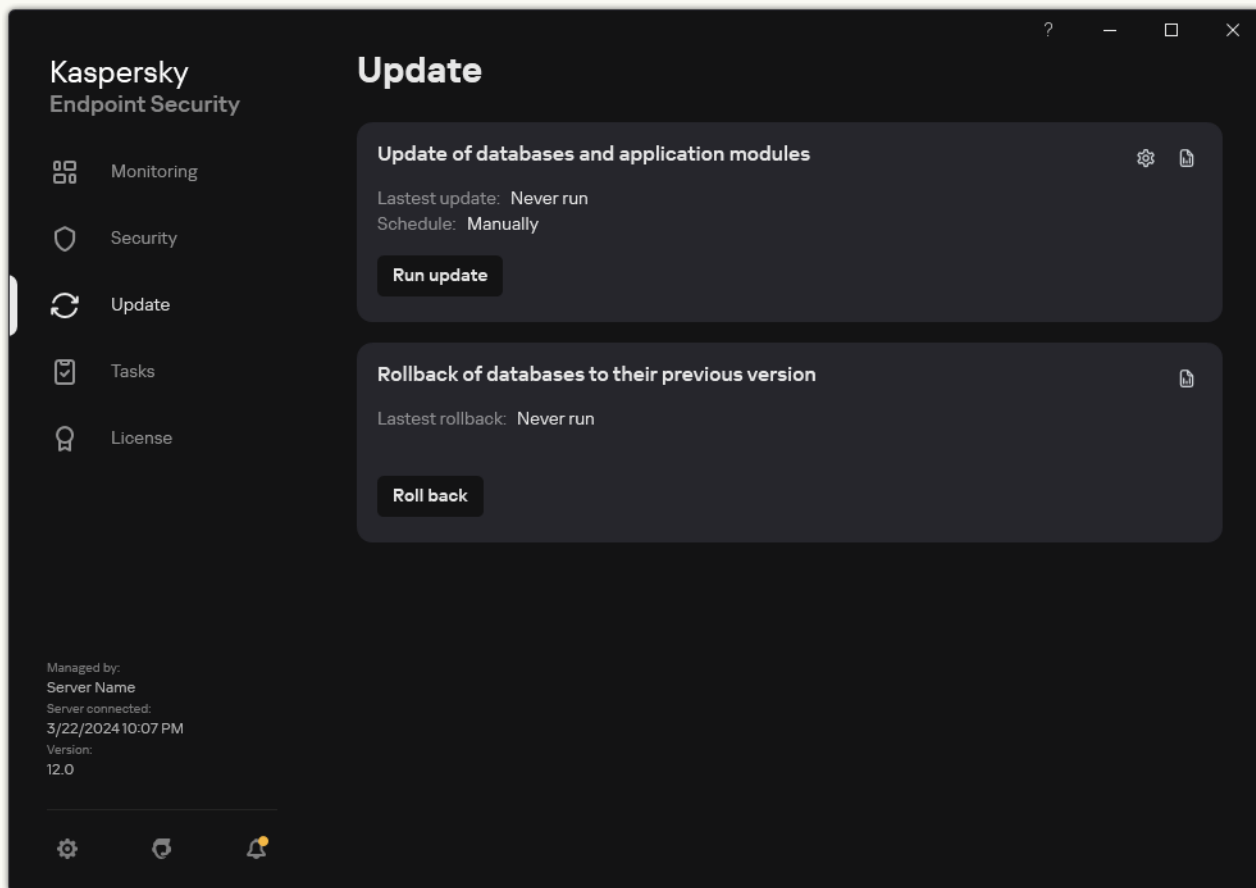 ?
Kaspersky
Endpoint Security
Monitoring
Security
Update
Tasks
License
Managed by:
Server Name
Server connected:
3/22/2024 10:07 PM
Version:
12.0
Update
Update of databases and application modules
Lastest update: Never run
Schedule: Manually
Run update
Rollback of databases to their previous version
Lastest rollback: Never run
Roll back